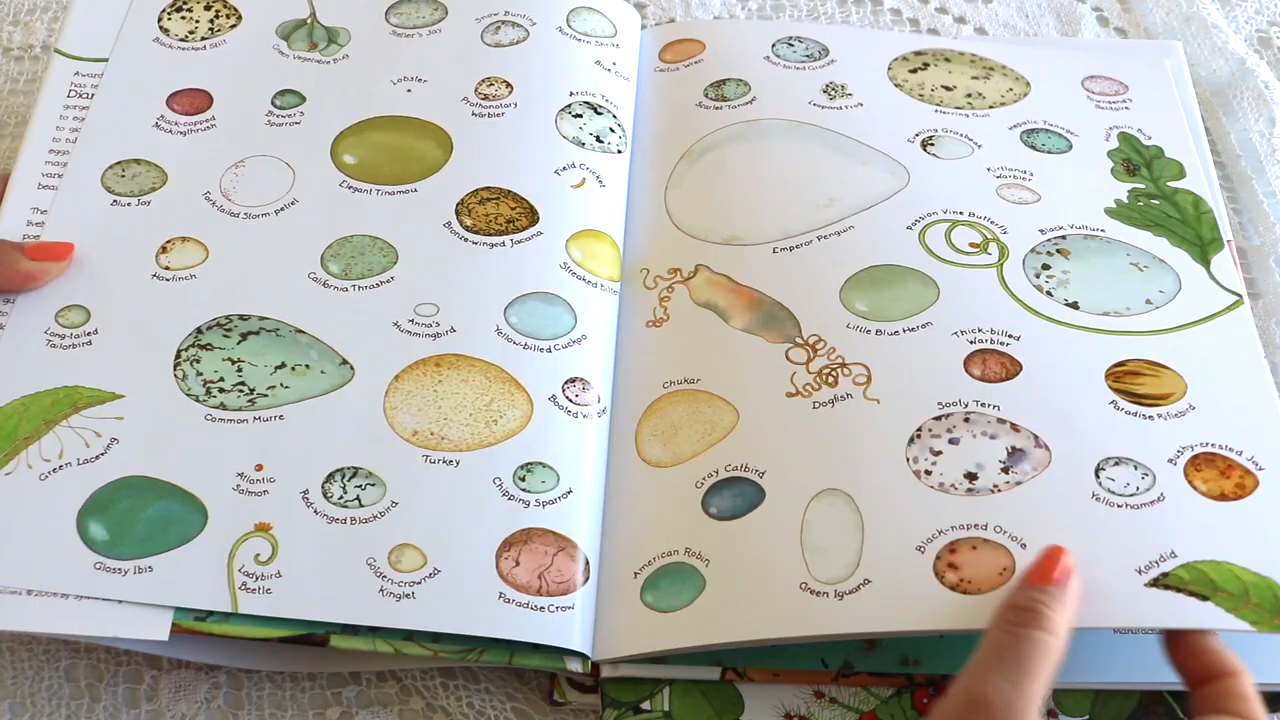 Black-necked Stilt
Green Vegetable Bug
Snow Bunting
Northern Shrike
Lobster
Black-capped
Mockingthrush
Brewer's
Sparrow
Prothonotary
Warbler
Arctic Tern
Blue Jay
Fork-tailed Storm-petrel
Elegant Tinamou
Field Cricket
Bronze-winged Jacana
Hawfinch
California Thrasher
Streaked
Long-tailed
Tailorbird
Anna's
Hummingbird
Yellow-billed Cuckoo
Common Murre
Turkey
Booted
Green Lacewing
Atlantic
Salmon
Red-winged Blackbird
Chipping Sparrow
Glossy Ibis
Ladybird
Beetle
Golden-crowned
Kinglet
Paradise Crow
Cactus Wren
Boat-tailed Grackle
Scarlet Tanager
Leopard Frog
Herring Gull
Townsend's
Solitaire
Evening Grosbeak
Hepatic Tanager
Harlequin Bug
Kirtland's
Warbler
Emperor Penguin
Passion Vine Butterfly
Black Vulture
Little Blue Heron
Thick-billed
Warbler
Dogfish
Chukar
Paradise Riflebird
Sooty Tern
Gray Catbird
Yellowhammer
Bushy-crested Jay
American Robin
Green Iguana
Black-naped Oriole
Katydid